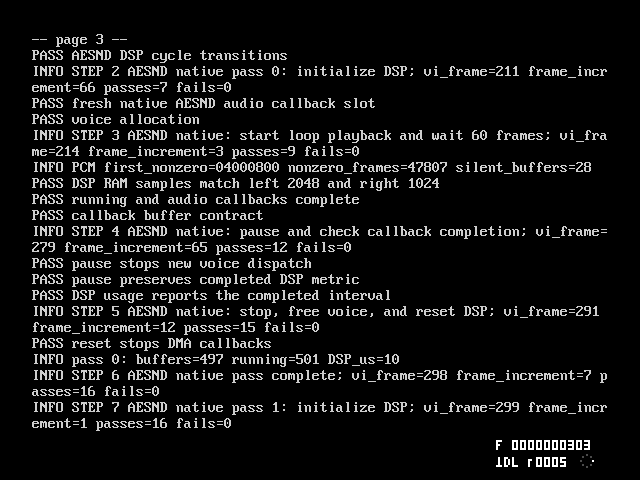 -- page 3 --
PASS AESND DSP cycle transitions
INFO STEP 2 AESND native pass 0: initialize DSP; vi_frame=211 frame_incr
ement=66 passes=7 fails=0
PASS fresh native AESND audio callback slot
PASS voice allocation
INFO STEP 3 AESND native: start loop playback and wait 60 frames; vi_fra
me=214 frame_increment=3 passes=9 fails=0
INFO PCM first_nonzero=04000800 nonzero_frames=47807 silent_buffers=28
PASS DSP RAM samples match left 2048 and right 1024
PASS running and audio callbacks complete
PASS callback buffer contract
INFO STEP 4 AESND native: pause and check callback completion; vi_frame=
279 frame_increment=65 passes=12 fails=0
PASS pause stops new voice dispatch
PASS pause preserves completed DSP metric
PASS DSP usage reports the completed interval
INFO STEP 5 AESND native: stop, free voice, and reset DSP; vi_frame=291
frame_increment=12 passes=15 fails=0
PASS reset stops DMA callbacks
INFO pass 0: buffers=497 running=501 DSP_us=10
INFO STEP 6 AESND native pass complete; vi_frame=298 frame_increment=7 p
asses=16 fails=0
INFO STEP 7 AESND native pass 1: initialize DSP; vi_frame=299 frame_incr
ement=1 passes=16 fails=0
F 0000000303
IDL r0005